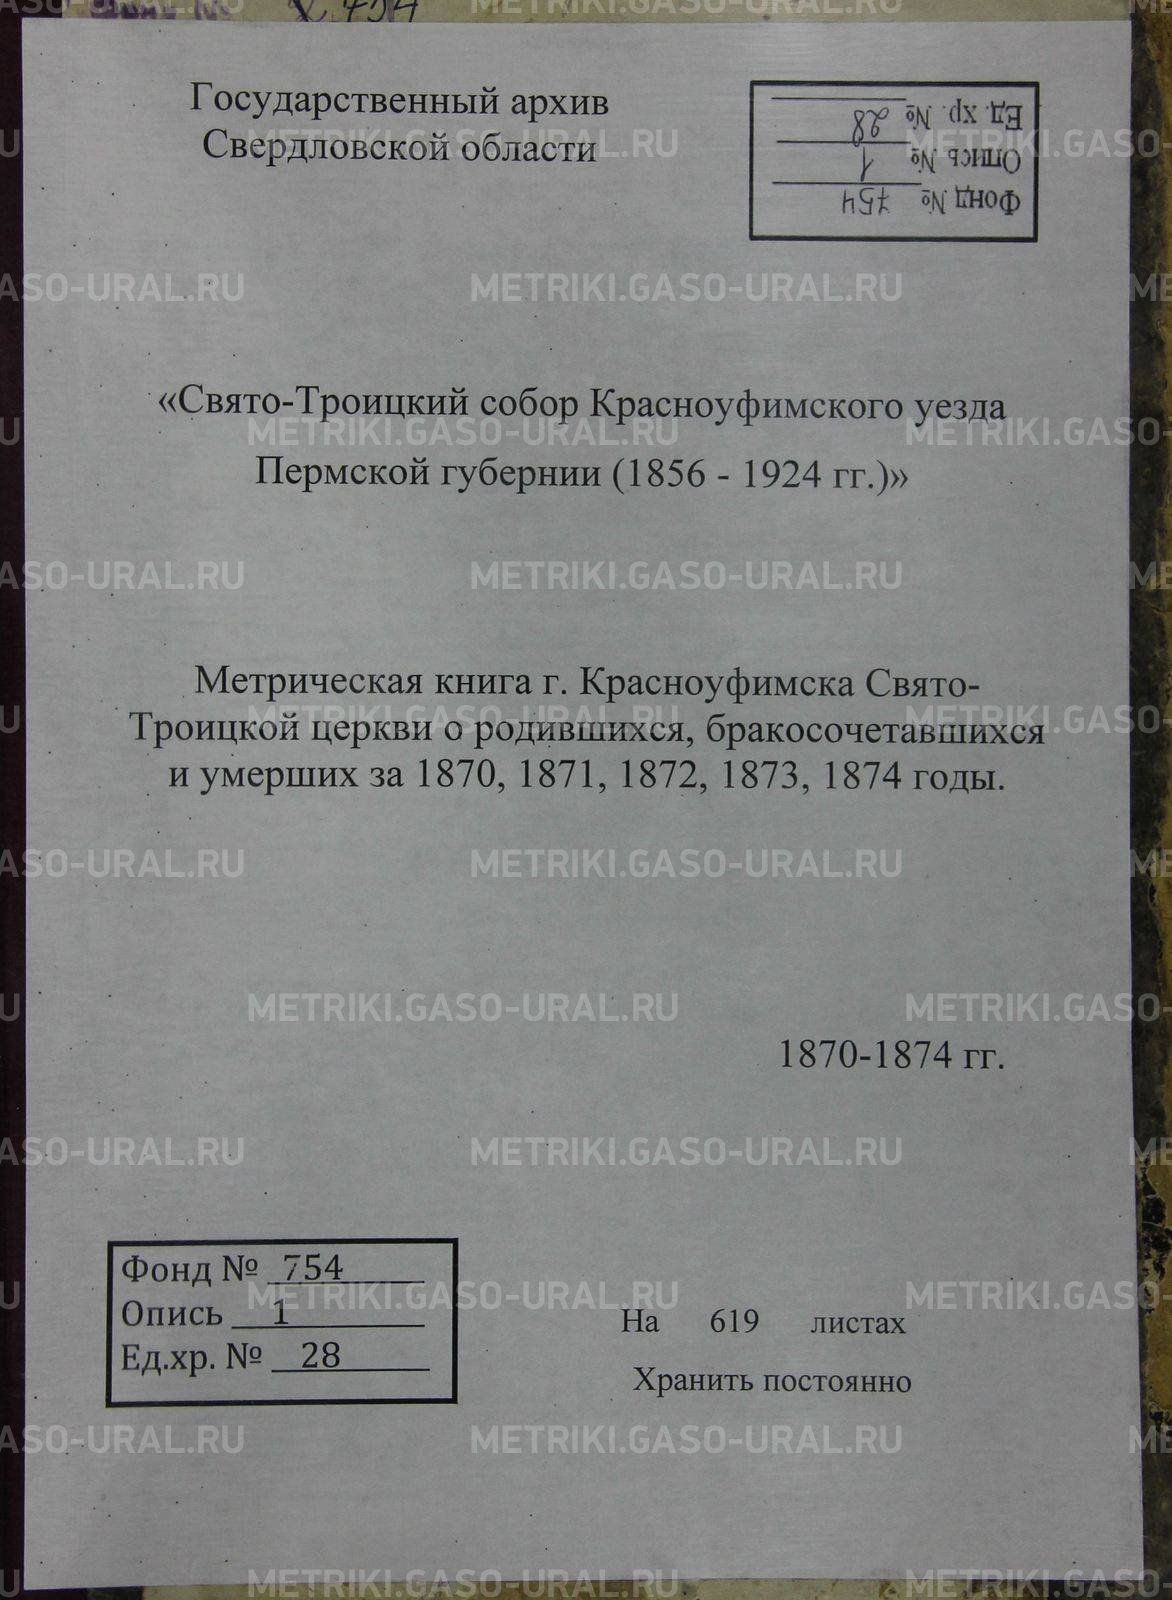 754
Государственный архив
Свердловской области
Фонд № 754
Опись № 1
Ед. хр. № 28
«Свято-Троицкий собор Красноуфимского уезда
Пермской губернии (1856 - 1924 гг.)»
Метрическая книга г. Красноуфимска Свято-
Троицкой церкви о родившихся, бракосочетавшихся
и умерших за 1870, 1871, 1872, 1873, 1874 годы.
1870-1874 гг.
Фонд № 754
Опись 1
Ед.хр. № 28
На 619 листах
Хранить постоянно
METRIKI.GASO-URAL.RU